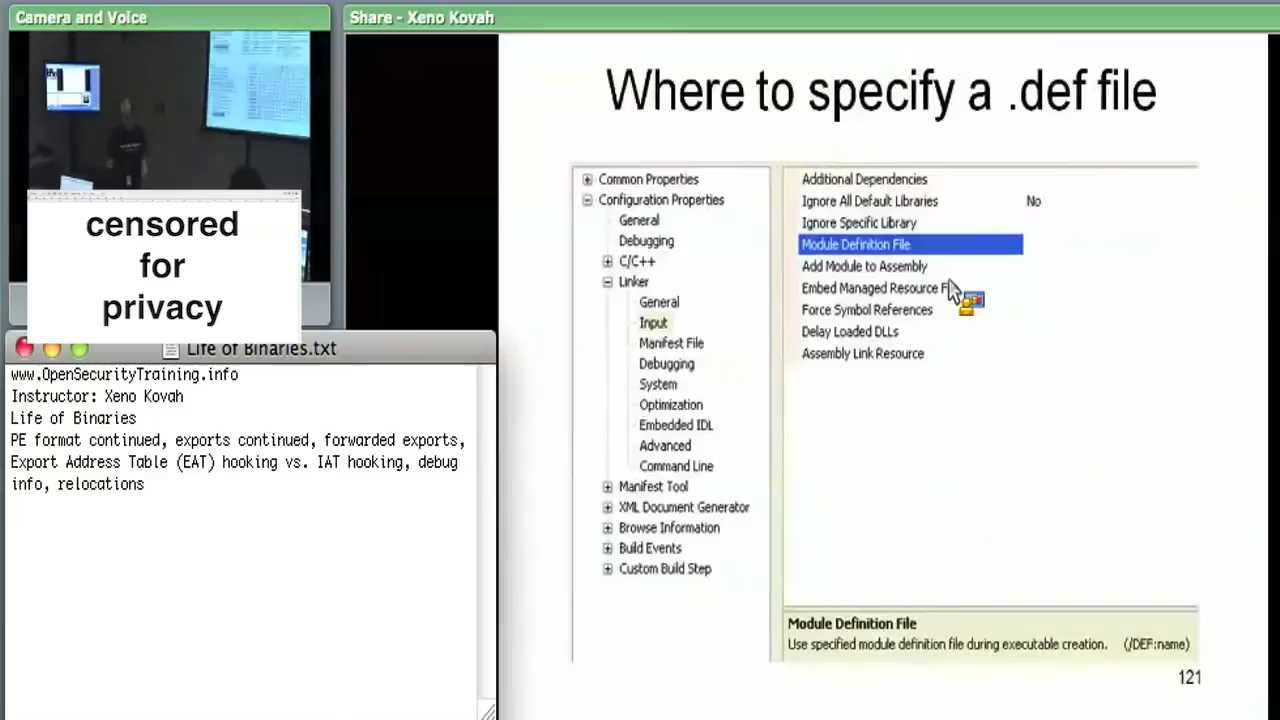 Camera and Voice
Share - Xeno Kovah
censored
for
privacy
Life of Binaries.txt
www.OpenSecurityTraining.info
Instructor: Xeno Kovah
Life of Binaries
PE format continued, exports continued, forwarded exports,
Export Address Table (EAT) hooking vs. IAT hooking, debug
info, relocations
Where to specify a .def file
Common Properties
Configuration Properties
General
Debugging
C/C++
Linker
General
Input
Manifest File
Debugging
System
Optimization
Embedded IDL
Advanced
Command Line
Manifest Tool
XML Document Generator
Browse Information
Build Events
Custom Build Step
Additional Dependencies
Ignore All Default Libraries No
Ignore Specific Library
Module Definition File
Add Module to Assembly
Embed Managed Resource F
Force Symbol References
Delay Loaded DLLs
Assembly Link Resource
Module Definition File
Use specified module definition file during executable creation. (/DEF:name)
121